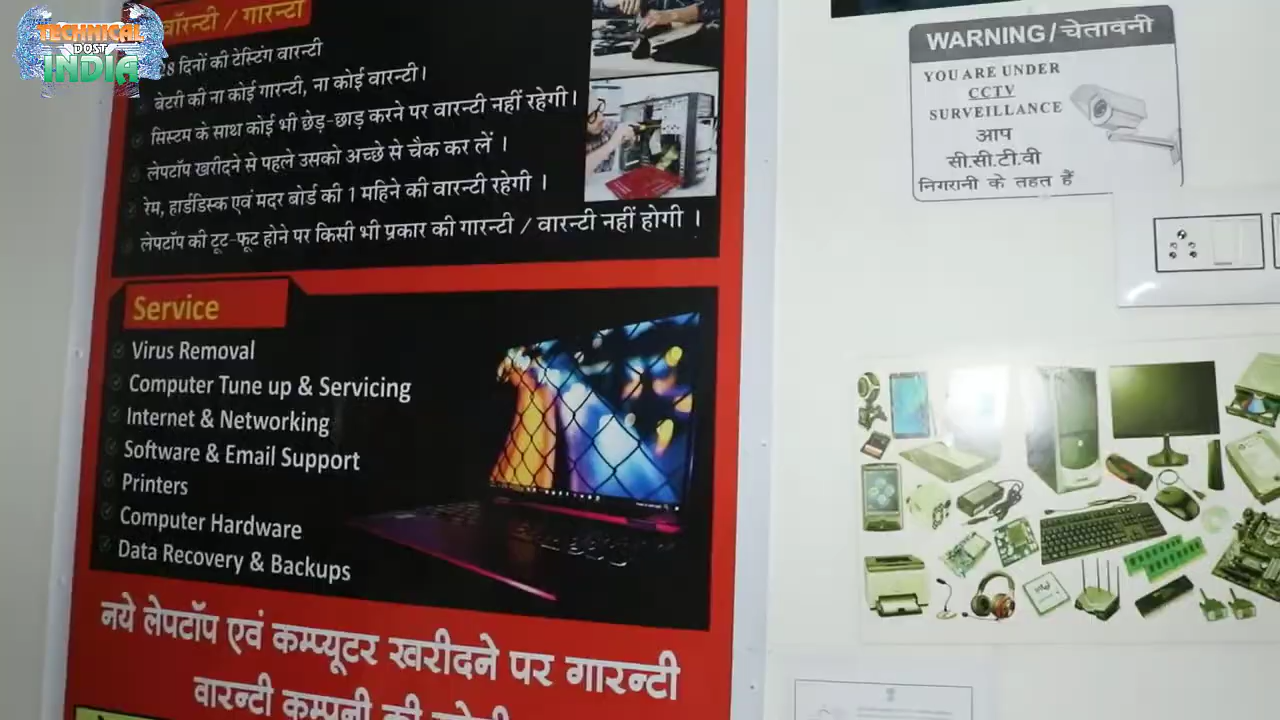 TECHNICAL
DOST
INDIA
वॉरन्टी / गारन्टी
28 दिनों की टेस्टिंग वारन्टी
बेटरी की ना कोई गारन्टी, ना कोई वारन्टी।
सिस्टम के साथ कोई भी छेड़-छाड़ करने पर वारन्टी नहीं रहेगी।
लेपटॉप खरीदने से पहले उसको अच्छे से चैक कर लें ।
रेम, हार्डडिस्क एवं मदर बोर्ड की 1 महिने की वारन्टी रहेगी ।
लेपटॉप की टूट-फूट होने पर किसी भी प्रकार की गारन्टी / वारन्टी नहीं होगी ।
Service
Virus Removal
Computer Tune up & Servicing
Internet & Networking
Software & Email Support
Printers
Computer Hardware
Data Recovery & Backups
नये लेपटॉप एवं कम्प्यूटर खरीदने पर गारन्टी
वारन्टी कम्पनी की
WARNING/चेतावनी
YOU ARE UNDER
CCTV
SURVEILLANCE
आप
सी.सी.टी.वी
निगरानी के तहत हैं